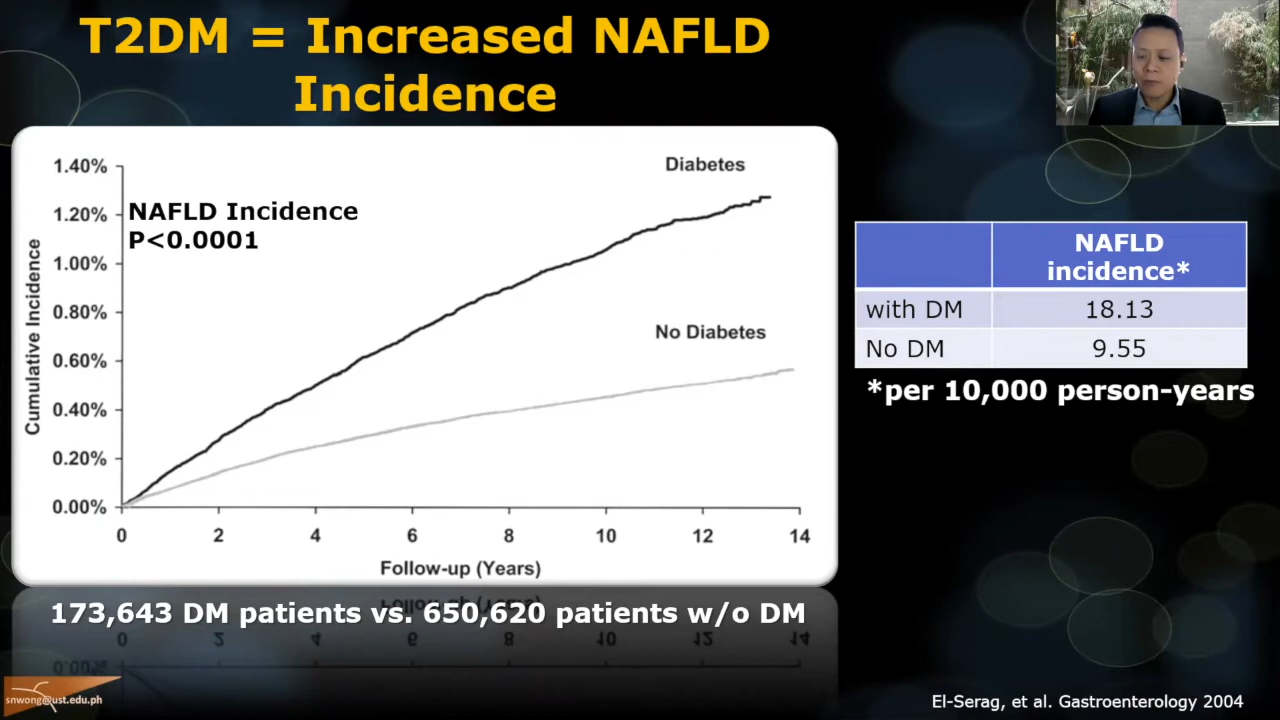 T2DM = Increased NAFLD
Incidence
1.40%
1.20%
1.00%
0.80%
0.60%
0.40%
0.20%
0.00%
Cumulative Incidence
NAFLD Incidence
P<0.0001
Diabetes
No Diabetes
0 2 4 6 8 10 12 14
Follow-up (Years)
173,643 DM patients vs. 650,620 patients w/o DM
NAFLD
incidence*
with DM 18.13
No DM 9.55
*per 10,000 person-years
snwong@ust.edu.ph
El-Serag, et al. Gastroenterology 2004